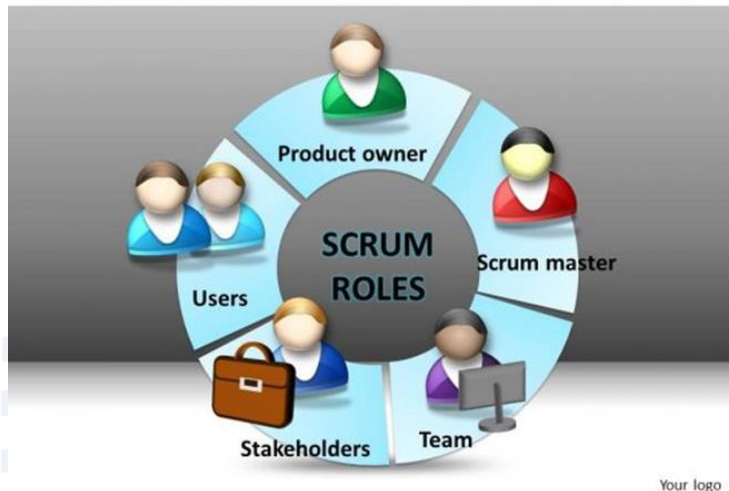 Product owner
SCRUM
ROLES
Scrum master
Users
Stakeholders
Team
Your logo